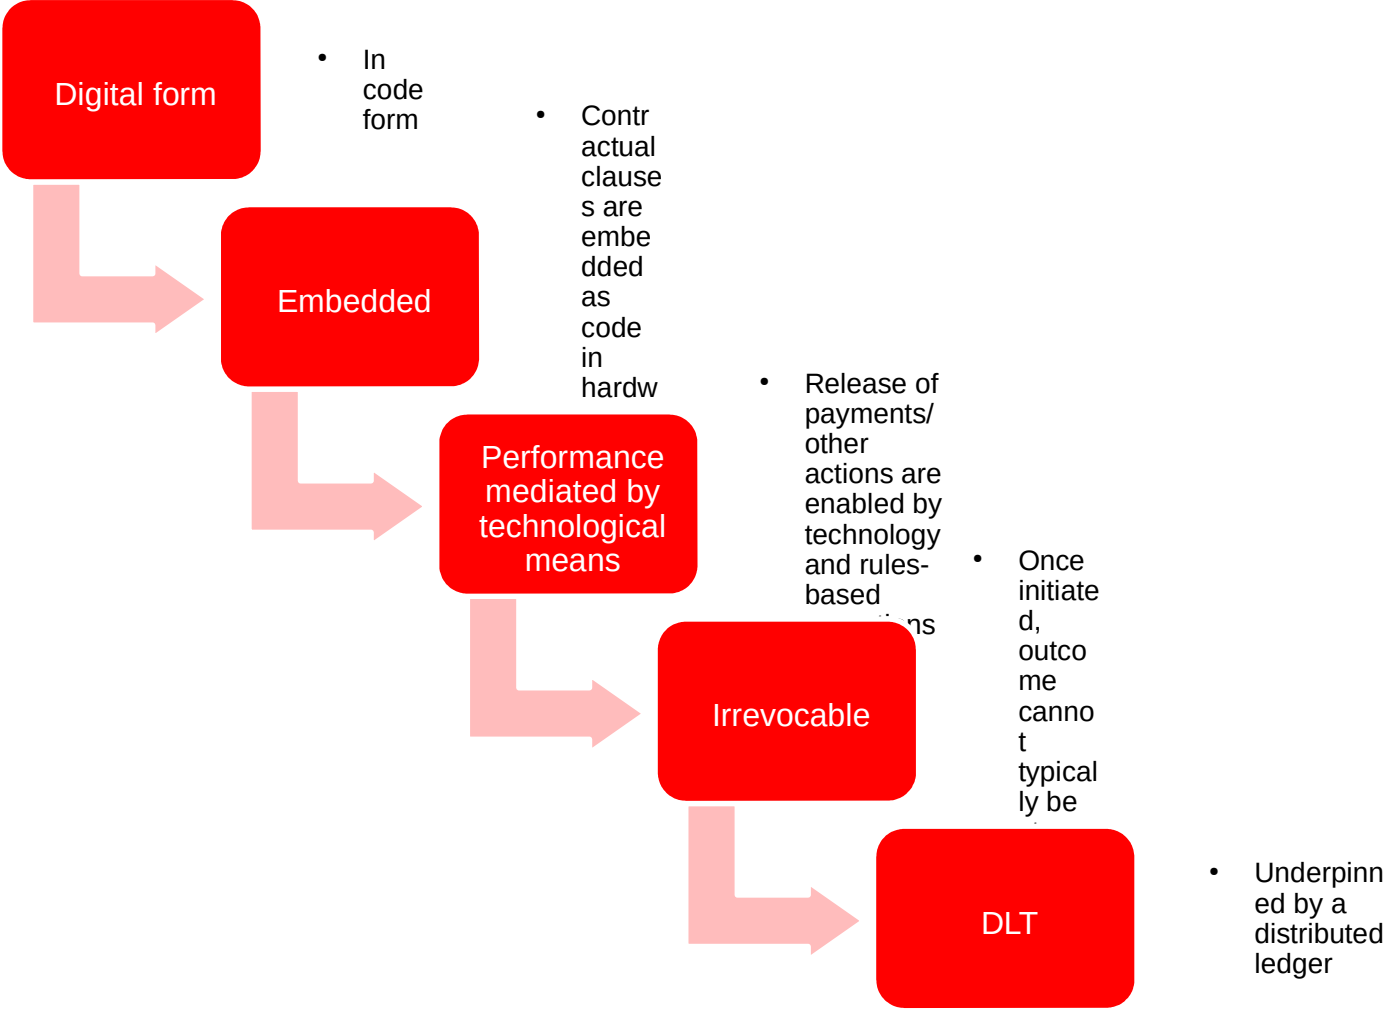 Digital form
• In
code
form
Embedded
• Contr
actual
clause
s are
embe
dded
as
code
in
hardw
Performance
mediated by
technological
means
• Release of
payments/
other
actions are
enabled by
technology
and rules-
based
Irrevocable
• Once
initiate
d,
outco
me
canno
t
typical
ly be
DLT
• Underpinn
ed by a
distributed
ledger